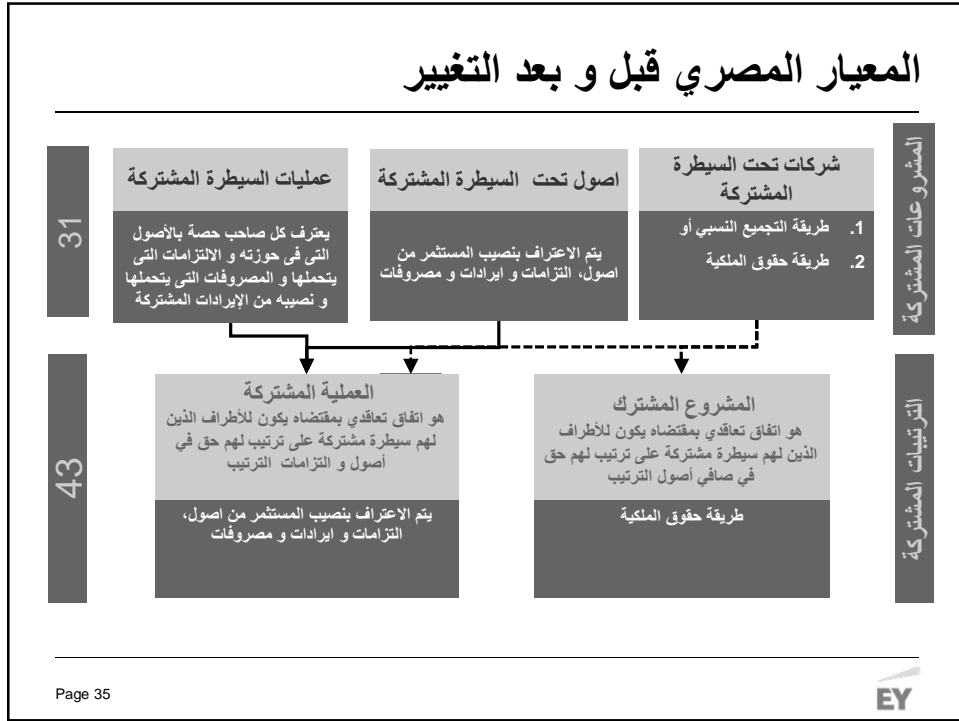 المعيار المصري قبل و بعد التغيير
المشروعات المشتركة
شركات تحت السيطرة
المشتركة
1. طريقة التجميع النسبي أو
2. طريقة حقوق الملكية
اصول تحت السيطرة المشتركة
يتم الاعتراف بنصيب المستثمر من
اصول، التزامات و ايرادات و مصروفات
عمليات السيطرة المشتركة
يعترف كل صاحب حصة بالأصول
التى فى حوزته و الالتزامات التى
يتحملها و المصروفات التى يتحملها
و نصيبه من الإيرادات المشتركة
31
الترتيبات المشتركة
المشروع المشترك
هو اتفاق تعاقدي بمقتضاه يكون للأطراف
الذين لهم سيطرة مشتركة على ترتيب لهم حق
في صافي أصول الترتيب
طريقة حقوق الملكية
العملية المشتركة
هو اتفاق تعاقدي بمقتضاه يكون للأطراف الذين
لهم سيطرة مشتركة على ترتيب لهم حق في
أصول و التزامات الترتيب
يتم الاعتراف بنصيب المستثمر من اصول،
التزامات و ايرادات و مصروفات
43
Page 35
EY